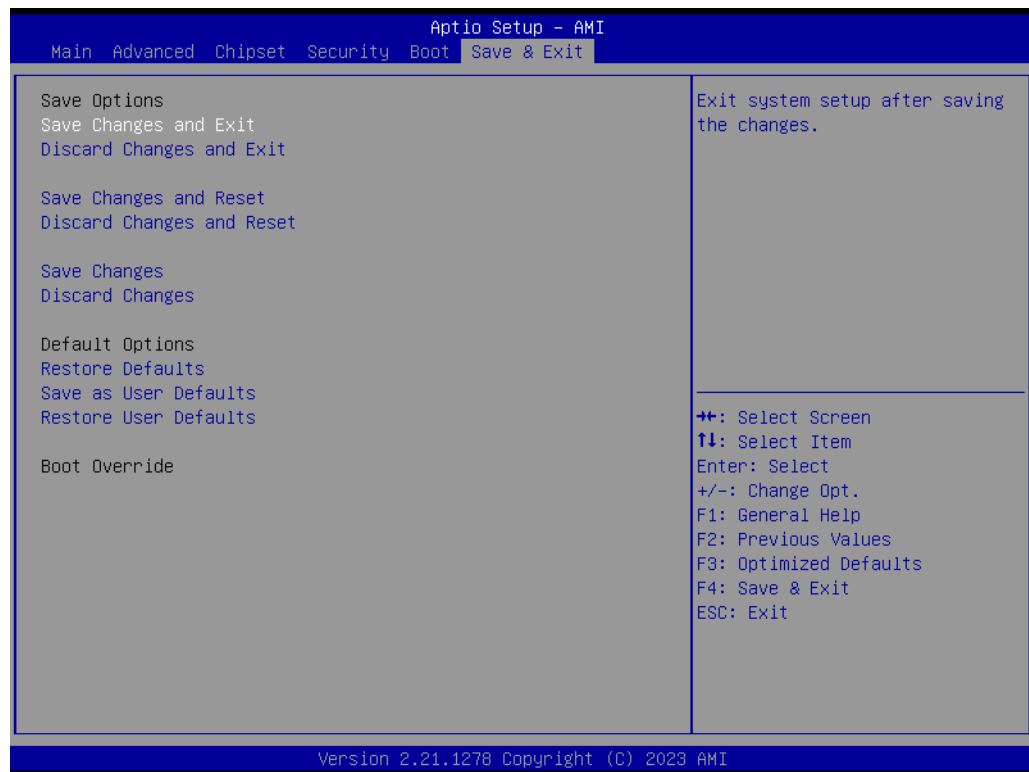 Aptio Setup – AMI
Main Advanced Chipset Security Boot Save & Exit
Save Options
Save Changes and Exit
Discard Changes and Exit
Save Changes and Reset
Discard Changes and Reset
Save Changes
Discard Changes
Default Options
Restore Defaults
Save as User Defaults
Restore User Defaults
Boot Override
Exit system setup after saving
the changes.
→←: Select Screen
↑↓: Select Item
Enter: Select
+/-: Change Opt.
F1: General Help
F2: Previous Values
F3: Optimized Defaults
F4: Save & Exit
ESC: Exit
Version 2.21.1278 Copyright (C) 2023 AMI